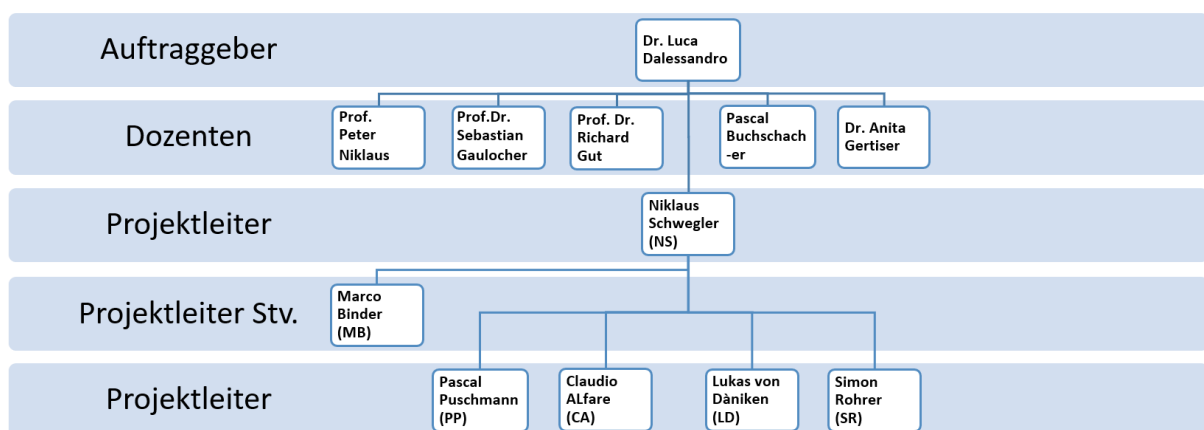 Auftraggeber
Dr. Luca
Dalessandro
Dozenten
Prof.
Peter
Niklaus
Prof.Dr.
Sebastian
Gaulocher
Prof. Dr.
Richard
Gut
Pascal
Buchschach
-er
Dr. Anita
Gertiser
Projektleiter
Niklaus
Schwegler
(NS)
Projektleiter Stv.
Marco
Binder
(MB)
Projektleiter
Pascal
Puschmann
(PP)
Claudio
ALfare
(CA)
Lukas von
Dàniken
(LD)
Simon
Rohrer
(SR)